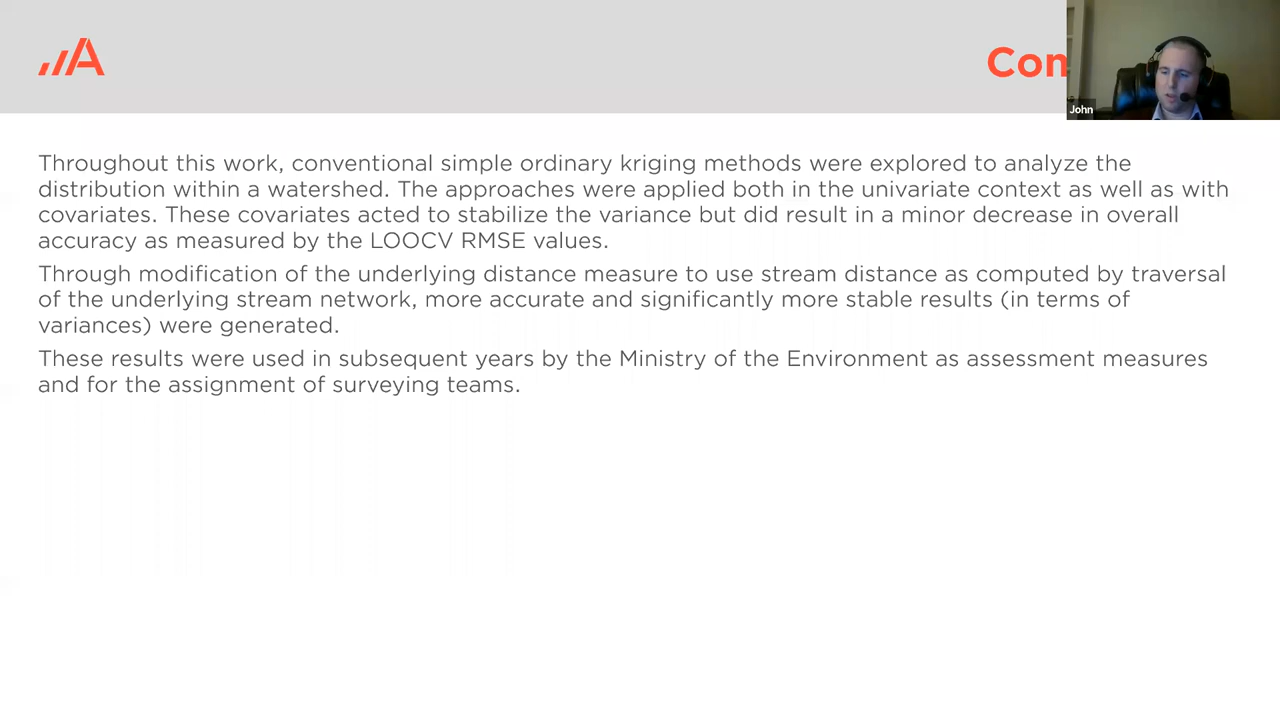 Con
John
Throughout this work, conventional simple ordinary kriging methods were explored to analyze the
distribution within a watershed. The approaches were applied both in the univariate context as well as with
covariates. These covariates acted to stabilize the variance but did result in a minor decrease in overall
accuracy as measured by the LOOCV RMSE values.
Through modification of the underlying distance measure to use stream distance as computed by traversal
of the underlying stream network, more accurate and significantly more stable results (in terms of
variances) were generated.
These results were used in subsequent years by the Ministry of the Environment as assessment measures
and for the assignment of surveying teams.